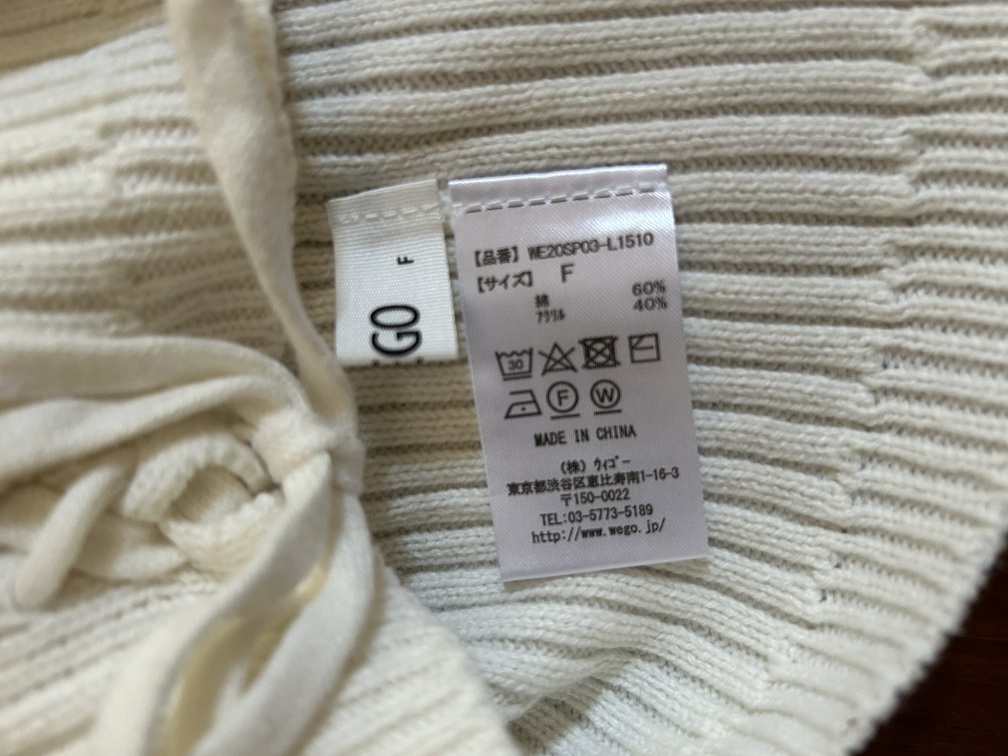 F
GO
【品番】WE20SP03-L1510
【サイズ】 F
綿 60%
アクリル 40%
30
F W
MADE IN CHINA
(株) ウィゴー
東京都渋谷区恵比寿南1-16-3
〒150-0022
TEL:03-5773-5189
http://www.wego.jp/